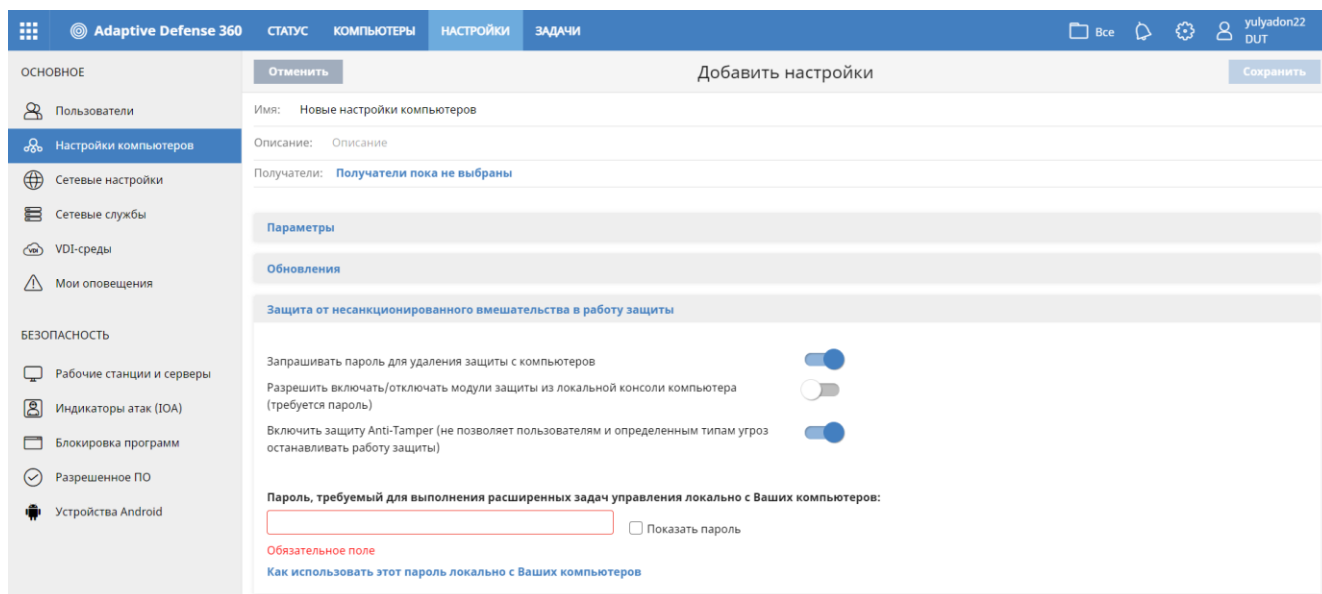 Adaptive Defense 360 СТАТУС КОМПЬЮТЕРЫ НАСТРОЙКИ ЗАДАЧИ Все yulyadon22
DUT
ОСНОВНОЕ
Пользователи
Настройки компьютеров
Сетевые настройки
Сетевые службы
VDI VDI-среды
Мои оповещения
БЕЗОПАСНОСТЬ
Рабочие станции и серверы
Индикаторы атак (IOA)
Блокировка программ
Разрешенное ПО
Устройства Android
Отменить Добавить настройки Сохранить
Имя: Новые настройки компьютеров
Описание: Описание
Получатели: Получатели пока не выбраны
Параметры
Обновления
Защита от несанкционированного вмешательства в работу защиты
Запрашивать пароль для удаления защиты с компьютеров
Разрешить включать/отключать модули защиты из локальной консоли компьютера
(требуется пароль)
Включить защиту Anti-Tamper (не позволяет пользователям и определенным типам угроз
останавливать работу защиты)
Пароль, требуемый для выполнения расширенных задач управления локально с Ваших компьютеров:
Показать пароль
Обязательное поле
Как использовать этот пароль локально с Ваших компьютеров